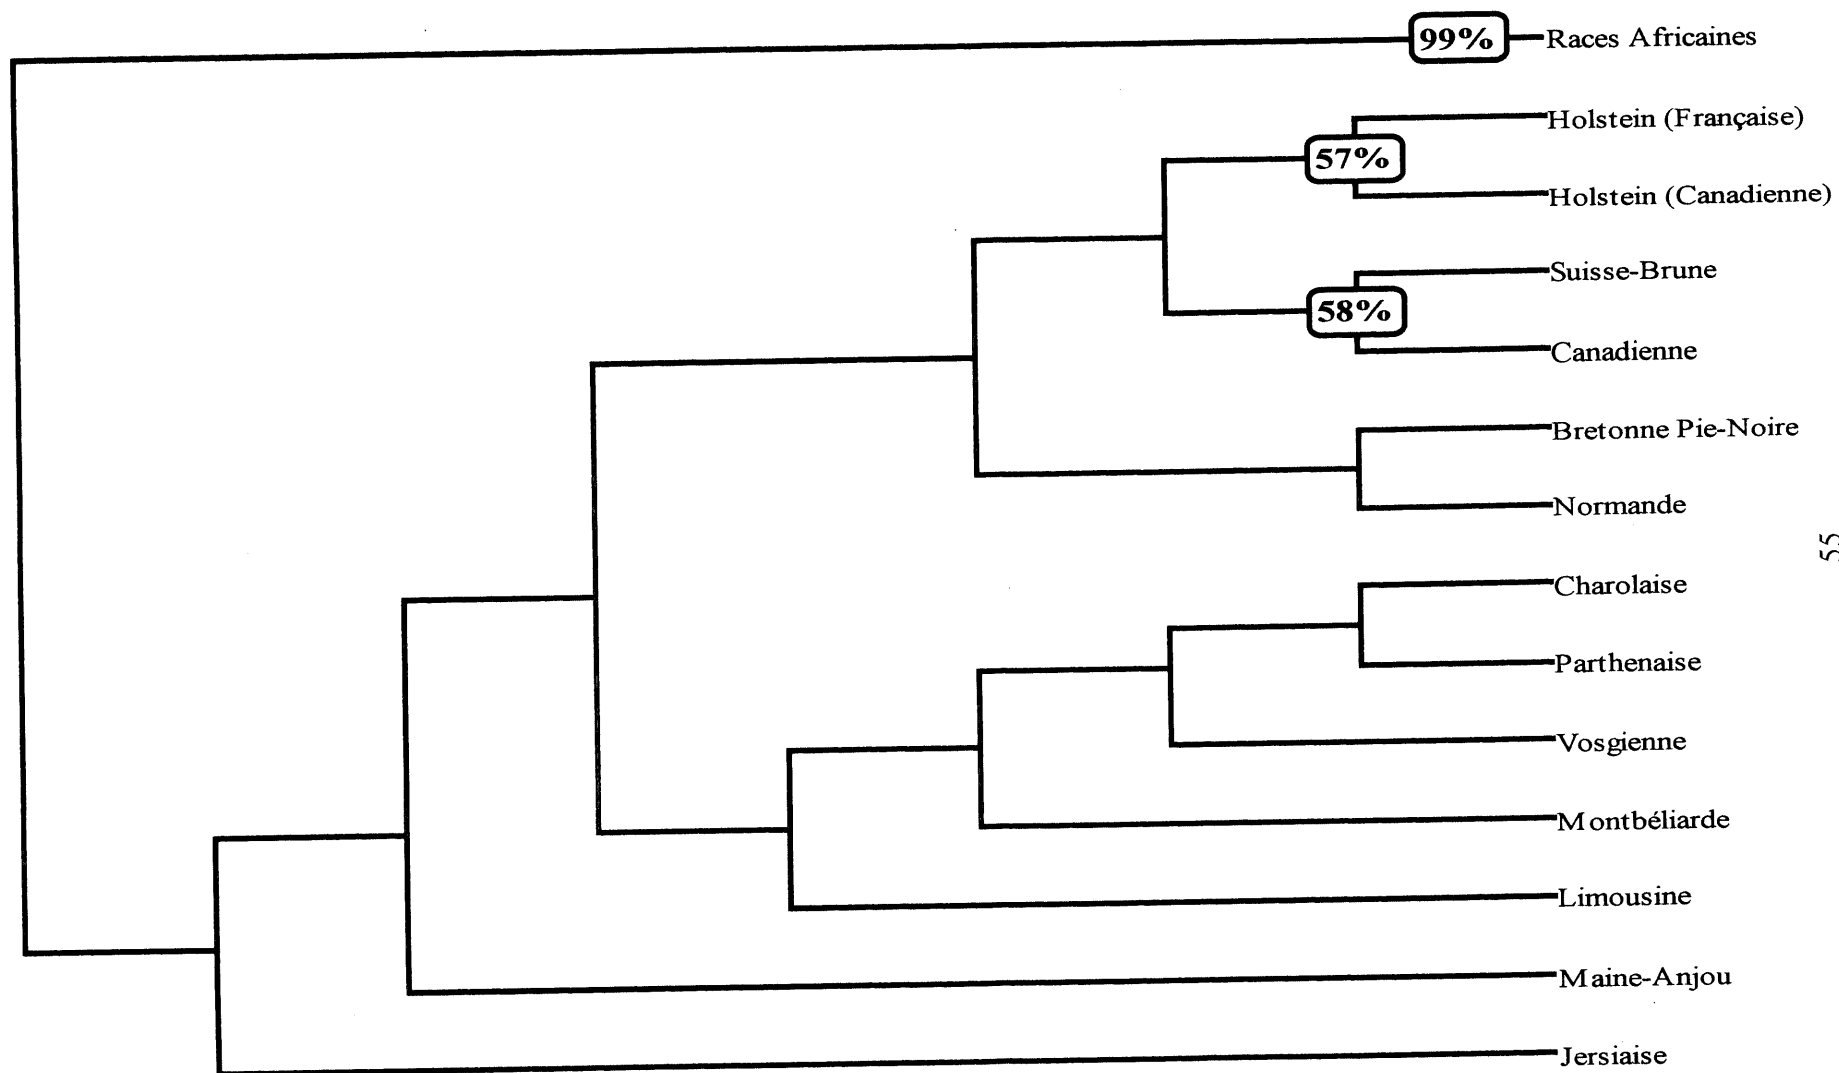 99% Races Africaines
Holstein (Française)
57%
Holstein (Canadienne)
Suisse-Brune
58%
Canadienne
Bretonne Pie-Noire
Normande
55
Charolaise
Parthenaise
Vosgienne
Montbéliarde
Limousine
Maine-Anjou
Jersiaise